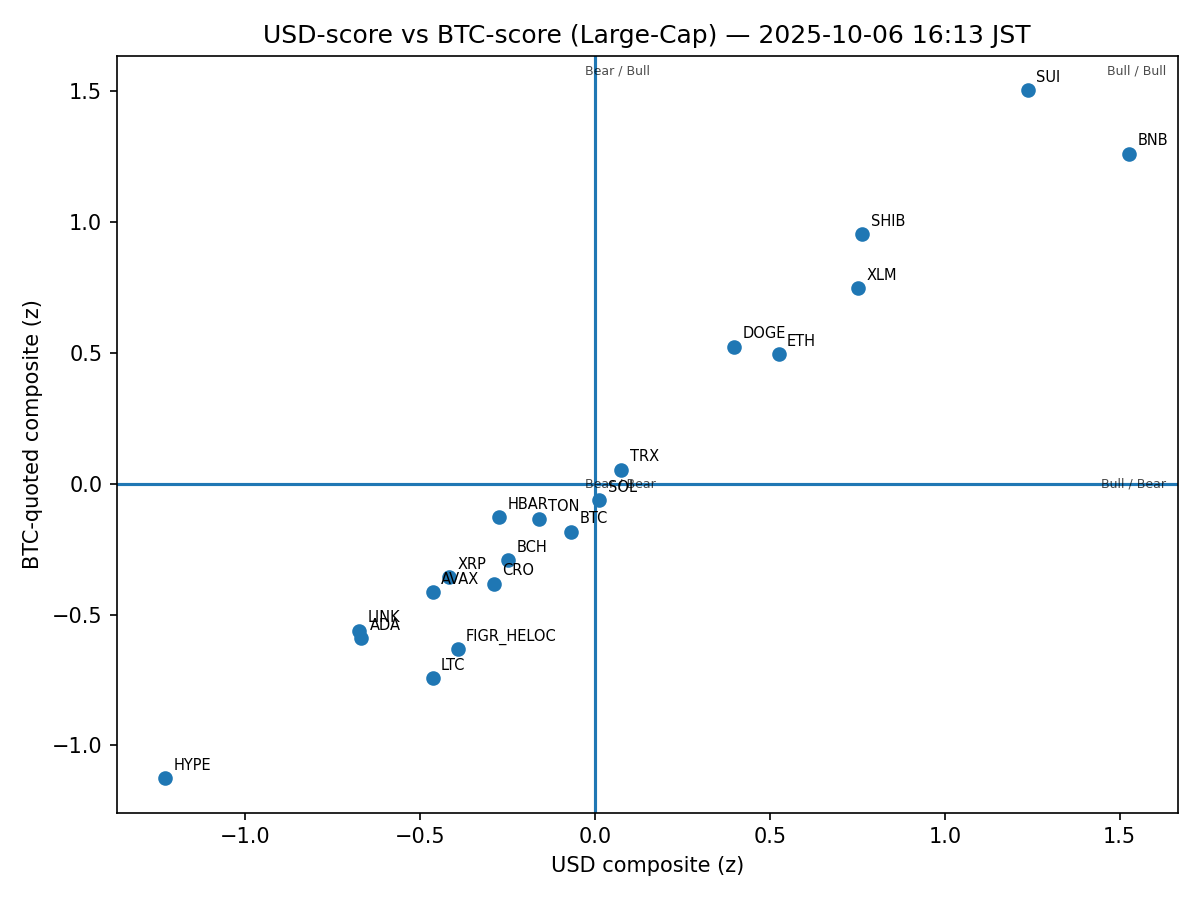 USD-score vs BTC-score (Large-Cap) — 2025-10-06 16:13 JST
Bear / Bull
Bull / Bull
SUI
BNB
SHIB
XLM
DOGE
ETH
TRX
SOL
Bear / Bear
Bull / Bear
HBAR
TON
BTC
BCH
XRP
CRO
AVAX
LINK
ADA
FIGR_HELOC
LTC
HYPE
1.5
1.0
0.5
0.0
−0.5
−1.0
BTC-quoted composite (z)
−1.0
−0.5
0.0
0.5
1.0
1.5
USD composite (z)